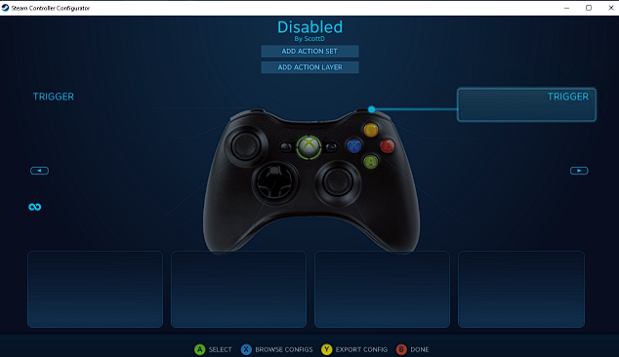 Steam Controller Configurator
Disabled
By ScottD
ADD ACTION SET
ADD ACTION LAYER
TRIGGER
TRIGGER
Y
X
B
A
A SELECT
X BROWSE CONFIGS
Y EXPORT CONFIG
B DONE